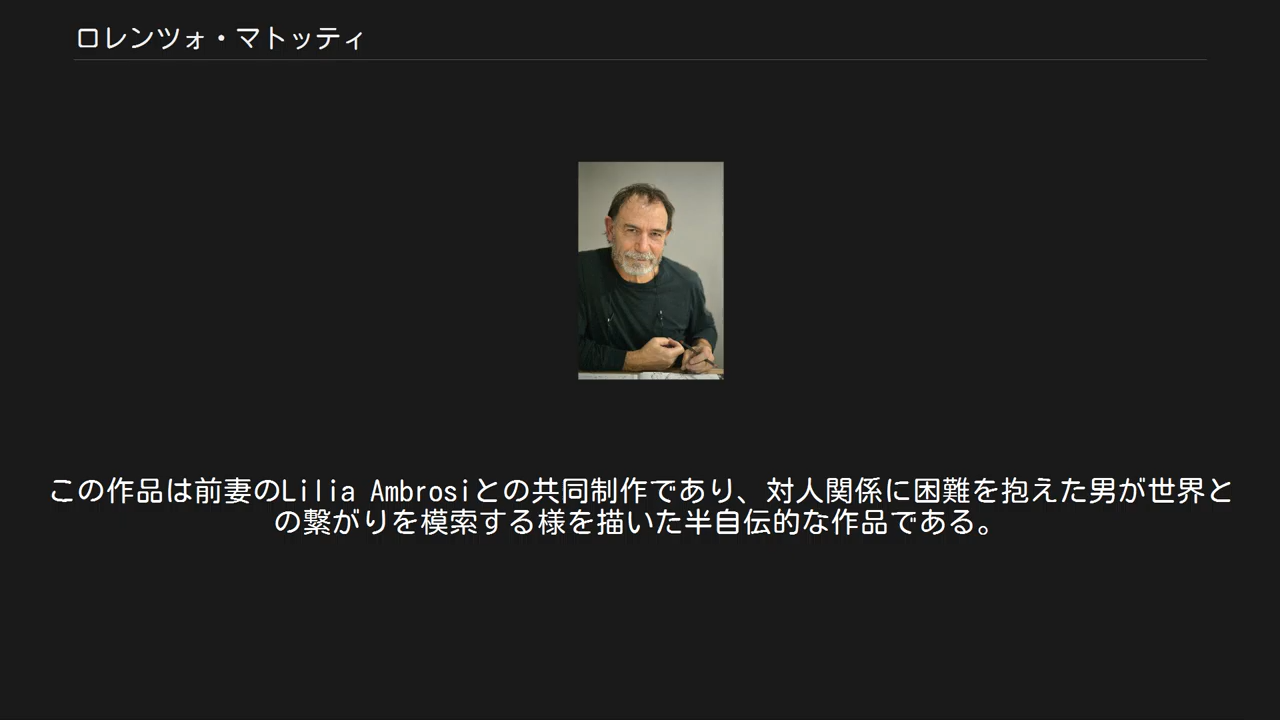 ロレンツォ・マトッティ
この作品は前妻のLilia Ambrosiとの共同制作であり、対人関係に困難を抱えた男が世界と
の繋がりを模索する様を描いた半自伝的な作品である。